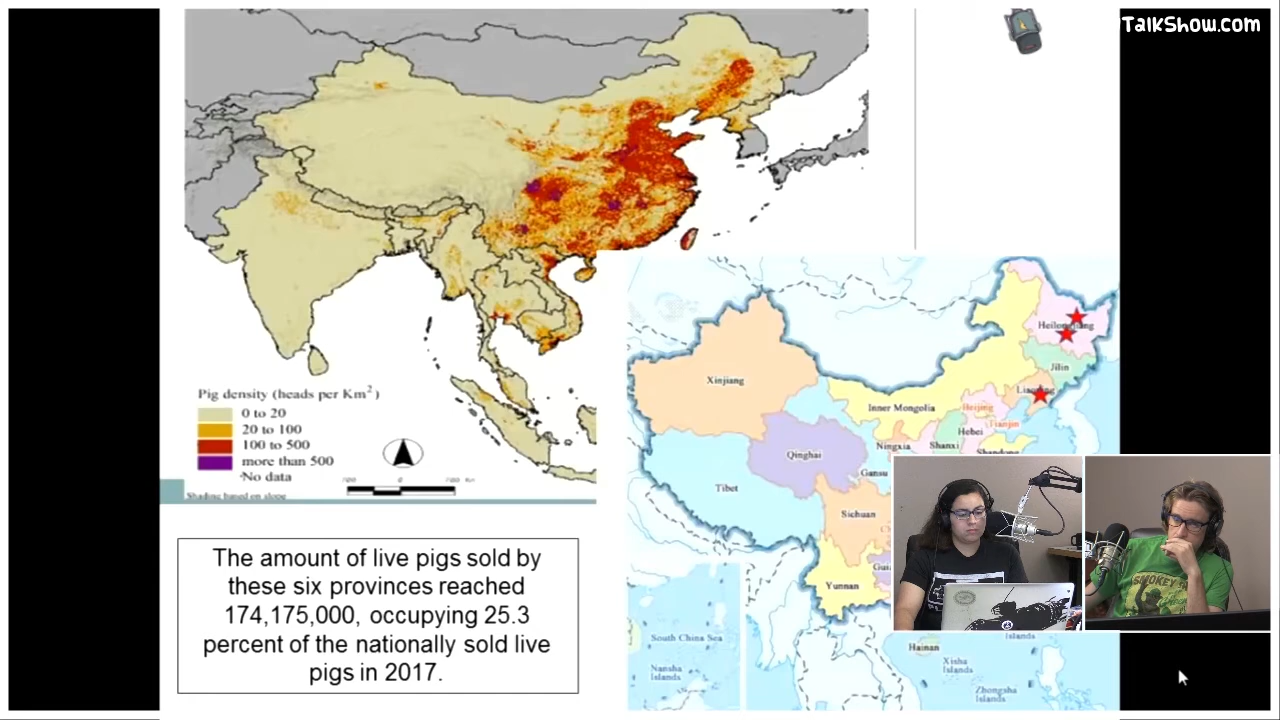 TalkShow.com
Pig density (heads per Km²)
0 to 20
20 to 100
100 to 500
more than 500
No data
Shading based on slope
The amount of live pigs sold by
these six provinces reached
174,175,000, occupying 25.3
percent of the nationally sold live
pigs in 2017.
Heilongjiang
Jilin
Liaoning
Xinjiang
Inner Mongolia
Beijing
Tianjin
Hebei
Ningxia
Shanxi
Shandong
Qinghai
Gansu
Tibet
Sichuan
Yunnan
Gui
South China Sea
Nansha
Islands
Hainan
Islands
Xisha
Islands
Zhongsha
Islands
SMOKEY